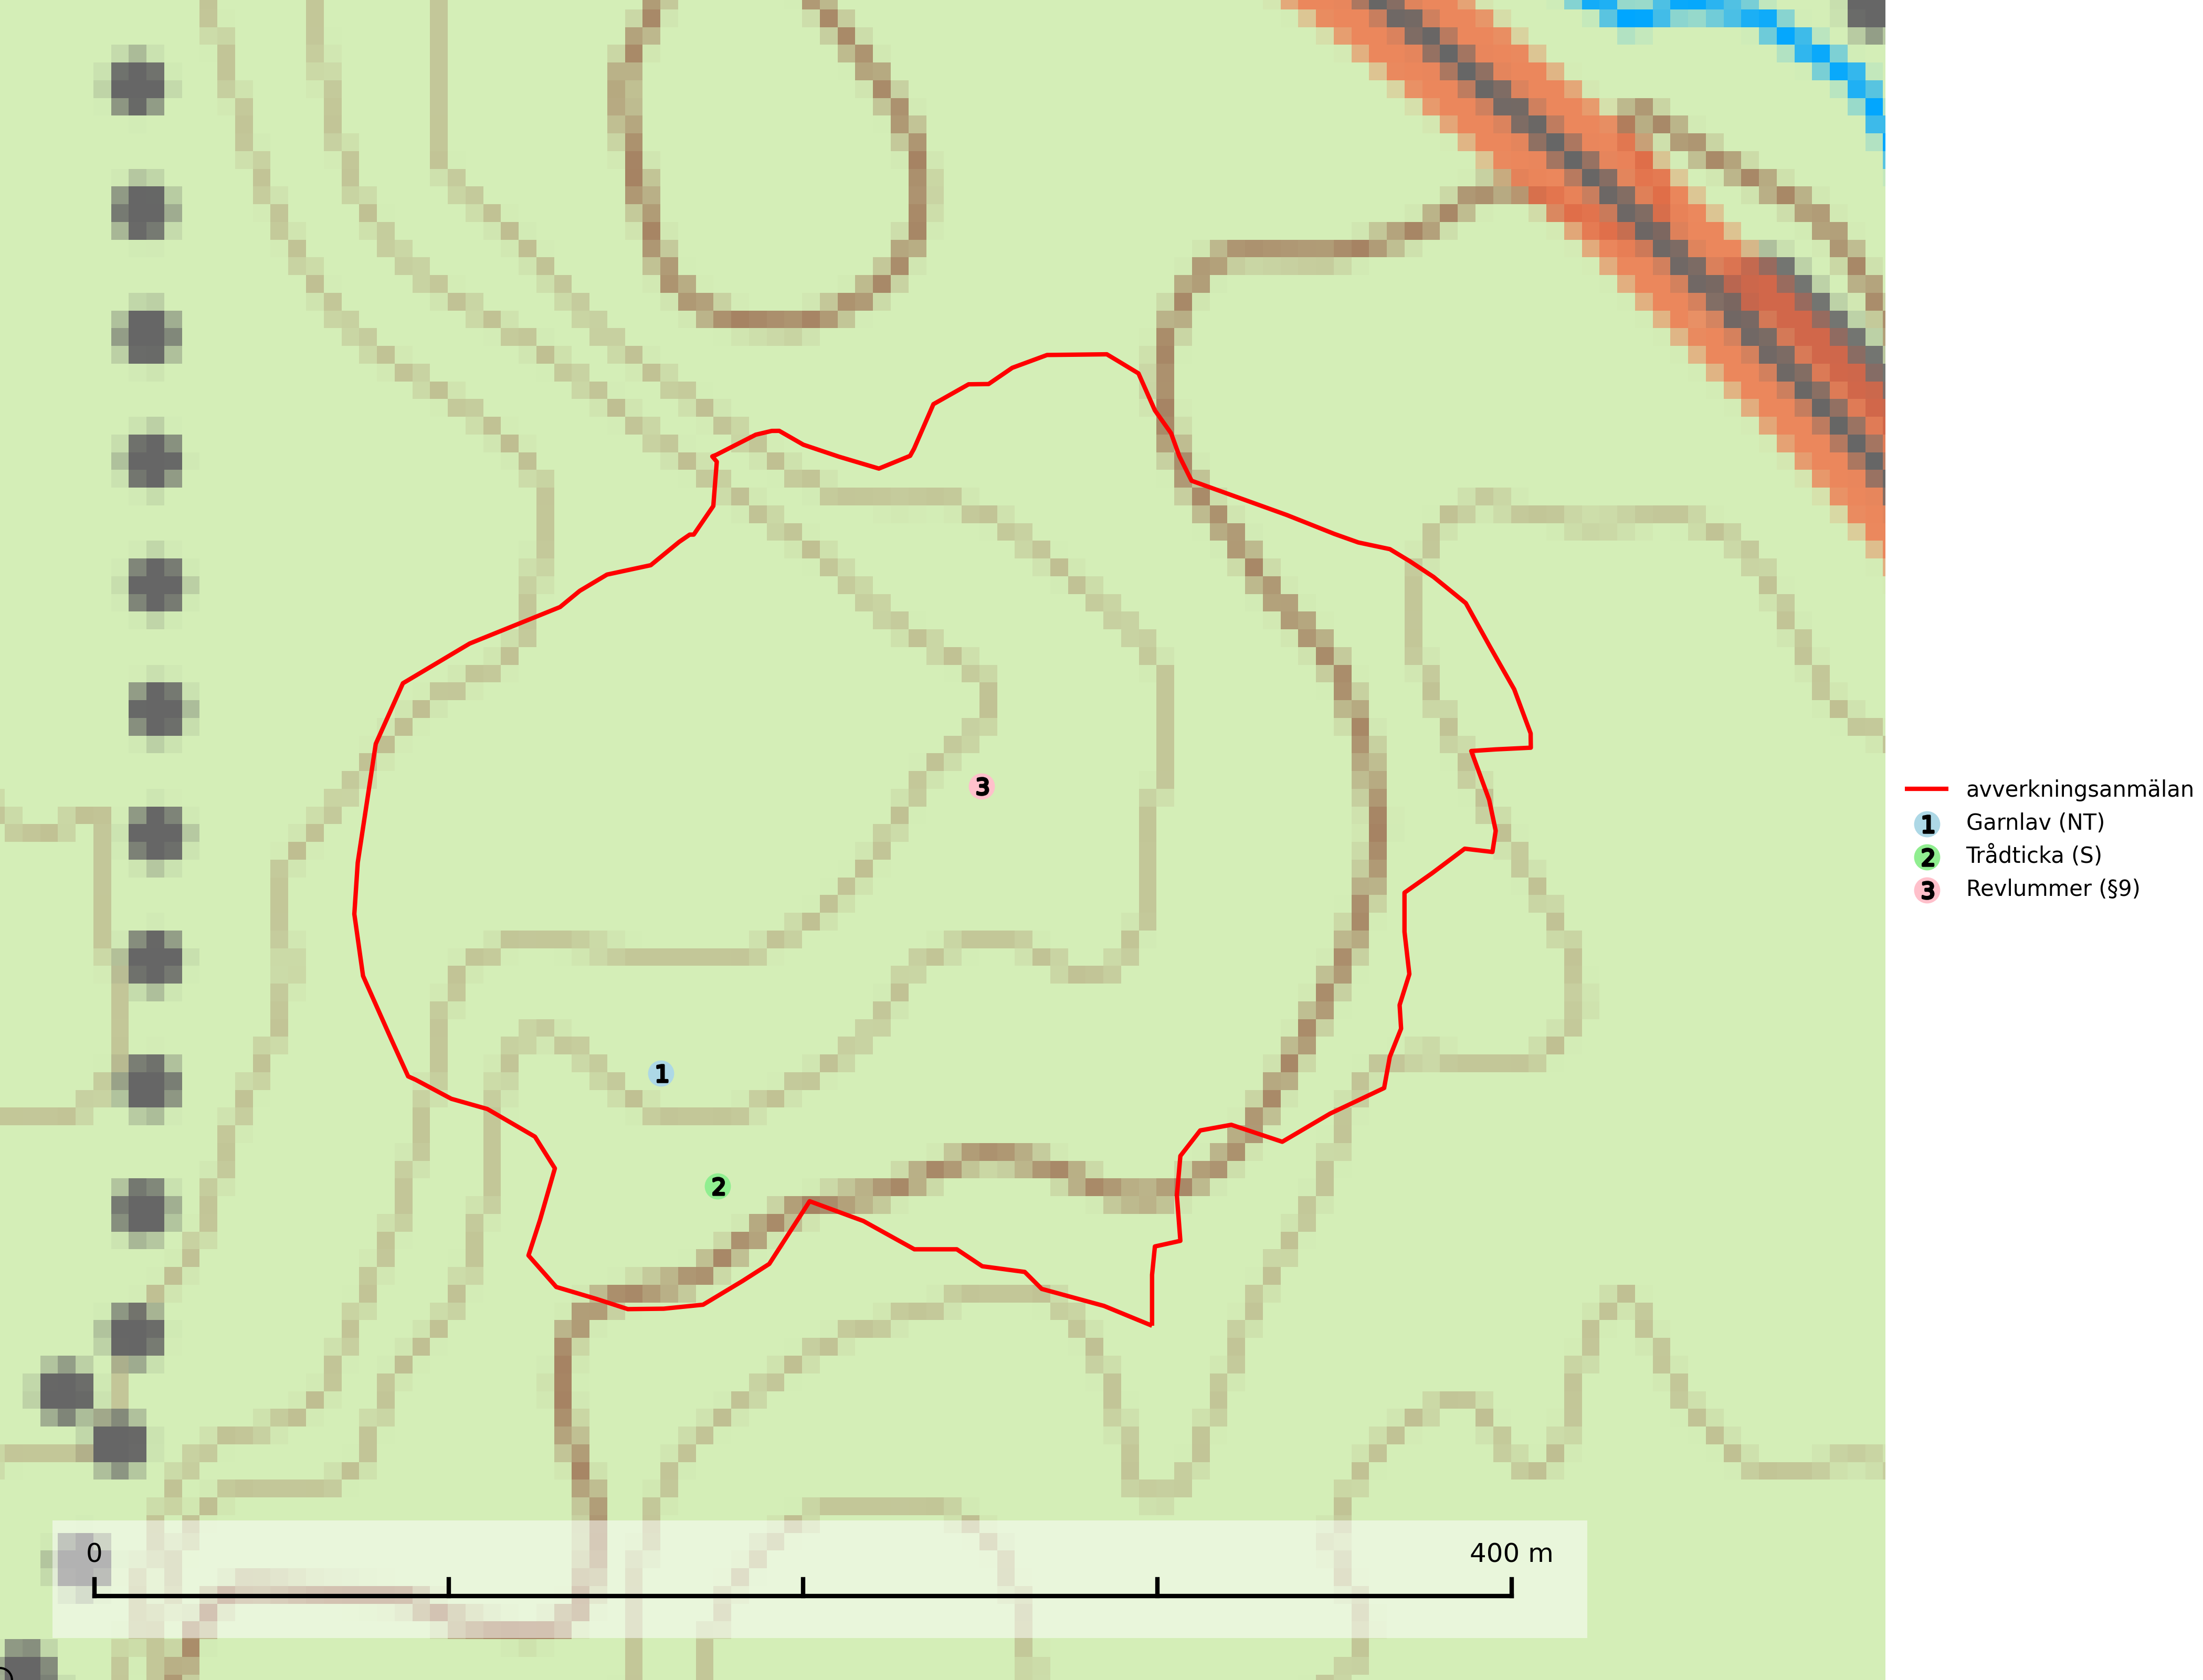 3
1
2
avverkningsanmälan
1 Garnlav (NT)
2 Trådticka (S)
3 Revlummer (§9)
0 400 m